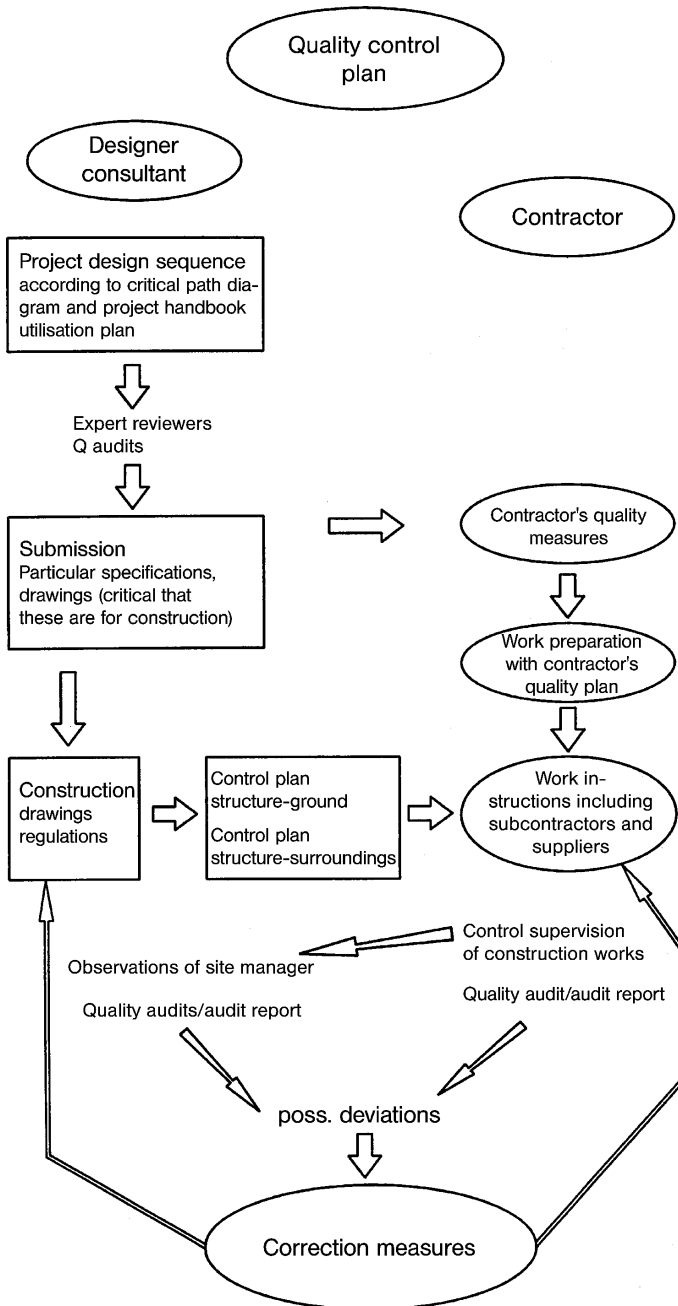 Quality control
plan
Designer
consultant
Contractor
Project design sequence
according to critical path dia-
gram and project handbook
utilisation plan
Expert reviewers
Q audits
Submission
Particular specifications,
drawings (critical that
these are for construction)
Contractor's quality
measures
Work preparation
with contractor's
quality plan
Construction
drawings
regulations
Control plan
structure-ground
Control plan
structure-surroundings
Work in-
structions including
subcontractors and
suppliers
Control supervision
of construction works
Observations of site manager
Quality audit/audit report
Quality audits/audit report
poss. deviations
Correction measures